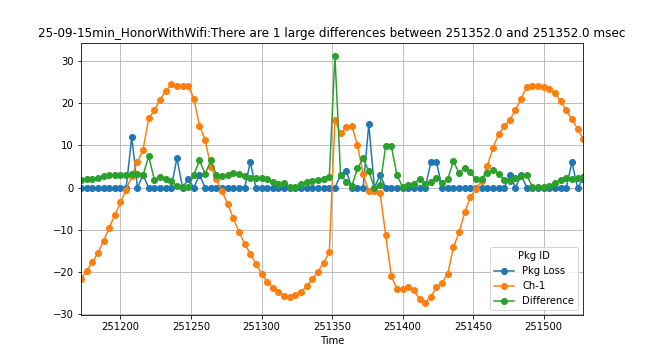 25-09-15min_HonorWithWifi:There are 1 large differences between 251352.0 and 251352.0 msec
30
20
10
0
−10
−20
−30
251200 251250 251300 251350 251400 251450 251500
Time
Pkg ID
Pkg Loss
Ch-1
Difference